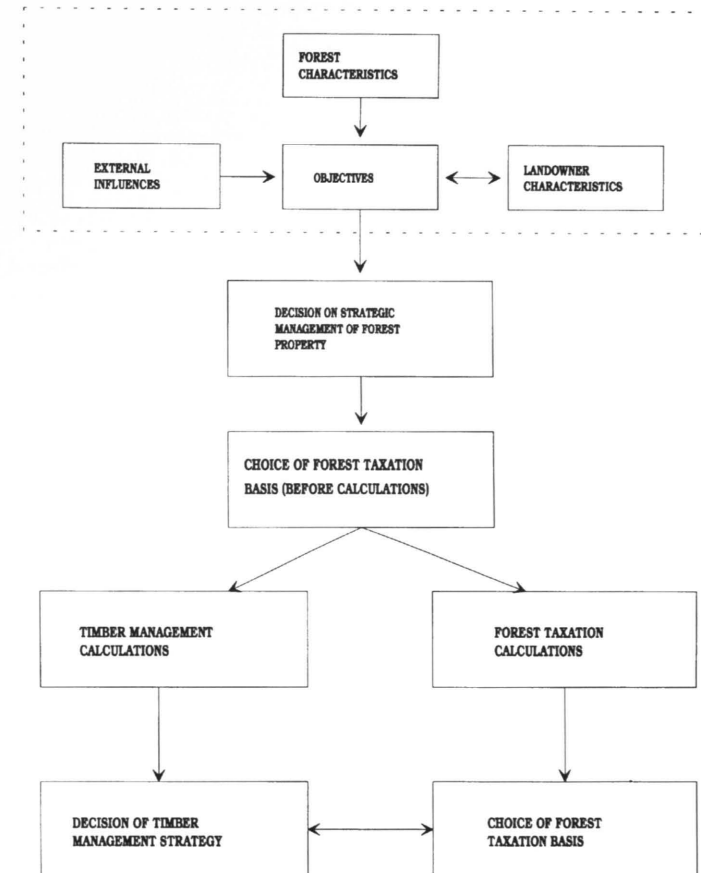 FOREST
CHARACTERISTICS
EXTERNAL
INFLUENCES
OBJECTIVES
LANDOWNER
CHARACTERISTICS
DECISION ON STRATEGIC
MANAGEMENT OF FOREST
PROPERTY
CHOICE OF FOREST TAXATION
BASIS (BEFORE CALCULATIONS)
TIMBER MANAGEMENT
CALCULATIONS
FOREST TAXATION
CALCULATIONS
DECISION OF TIMBER
MANAGEMENT STRATEGY
CHOICE OF FOREST
TAXATION BASIS